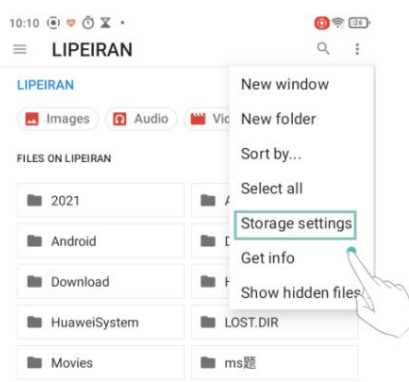 10:10
26
LIPEIRAN
LIPEIRAN
New window
Images Audio Vid
New folder
FILES ON LIPEIRAN
Sort by...
Select all
2021
Storage settings
Android
Get info
Download
Show hidden files
HuaweiSystem LOST.DIR
Movies ms题